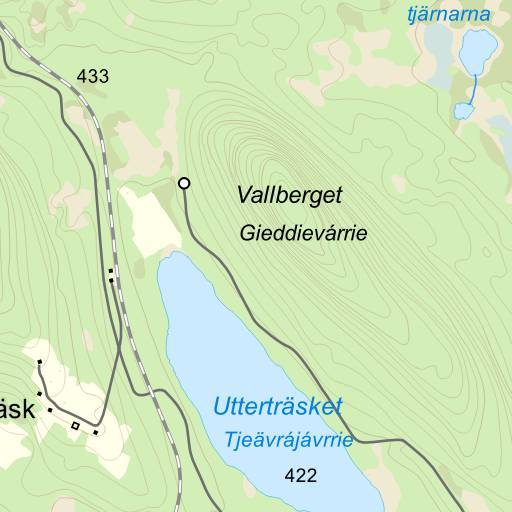 tjärnarna
433
Vallberget
Gieddievárrie
Utterträsket
äsk
Tjeävrájávrrie
422